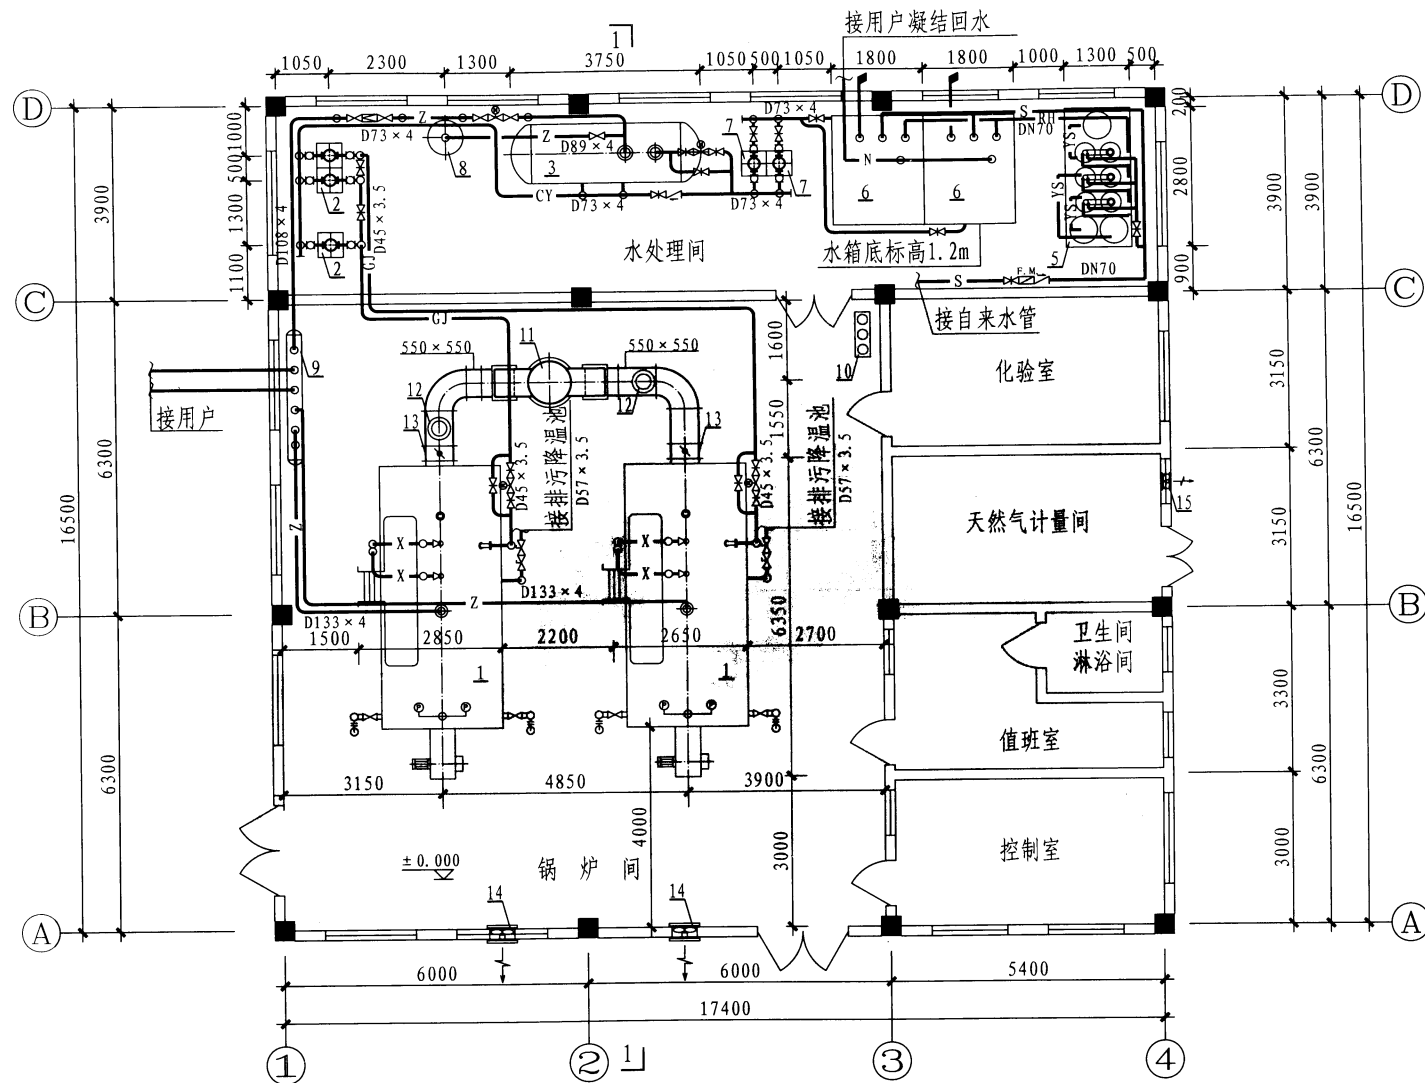 接用户凝结回水
1
1050 2300 1300 3750 1050 500 1050 1800 1800 1000 1300 500
D
D
D73×4
Z
Z
D73×4
D89×4
8
3
7
7
CY
D73×4
D73×4
N
S
RH
DN70
6
6
YS
YS
YS
5
200
2800
900
3900
3900
1000
500
1300
1100
3900
2
2
D108×4
D45×3.5
GJ
水处理间
水箱底标高1.2m
DN70
F.M
S
C
C
GJ
接自来水管
9
550×550
11
550×550
12
12
13
13
10
1600
1550
化验室
3150
接用户
6300
16500
接排污降温池
D57×3.5
D45×3.5
接排污降温池
D57×3.5
D45×3.5
15
天然气计量间
3150
6300
16500
Z
X
X
X
X
D133×4
Z
B
B
D133×4
1500 2850 2200 2650 2700
6350
卫生间
淋浴间
1
1
P
P
P
P
3300
值班室
3150 4850 3900
6300
6300
4000
3000
±0.000
锅炉间
控制室
3000
14
14
A
A
6000 6000 5400
17400
1 2 1 3 4